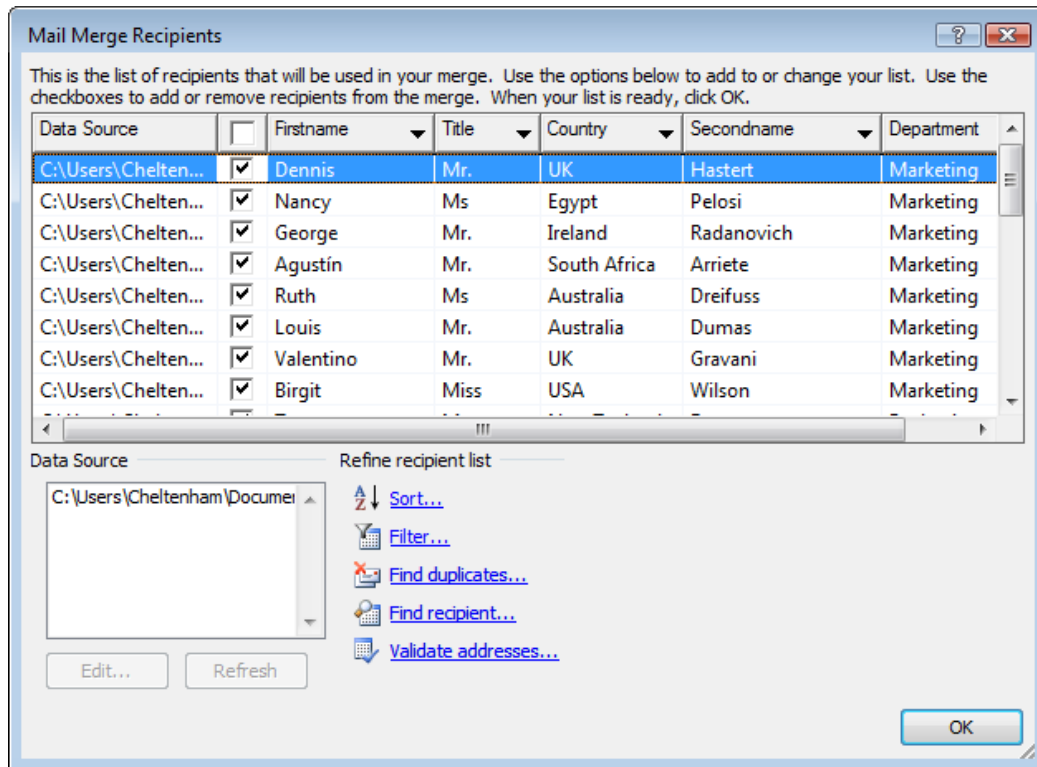 Mail Merge Recipients
This is the list of recipients that will be used in your merge. Use the options below to add to or change your list. Use the
checkboxes to add or remove recipients from the merge. When your list is ready, click OK.
Data Source Firstname Title Country Secondname Department
C:\Users\Chelten... Dennis Mr. UK Hastert Marketing
C:\Users\Chelten... Nancy Ms Egypt Pelosi Marketing
C:\Users\Chelten... George Mr. Ireland Radanovich Marketing
C:\Users\Chelten... Agustín Mr. South Africa Arriete Marketing
C:\Users\Chelten... Ruth Ms Australia Dreifuss Marketing
C:\Users\Chelten... Louis Mr. Australia Dumas Marketing
C:\Users\Chelten... Valentino Mr. UK Gravani Marketing
C:\Users\Chelten... Birgit Miss USA Wilson Marketing
Data Source Refine recipient list
C:\Users\Cheltenham\Documen
Sort...
Filter...
Find duplicates...
Find recipient...
Validate addresses...
Edit... Refresh
OK